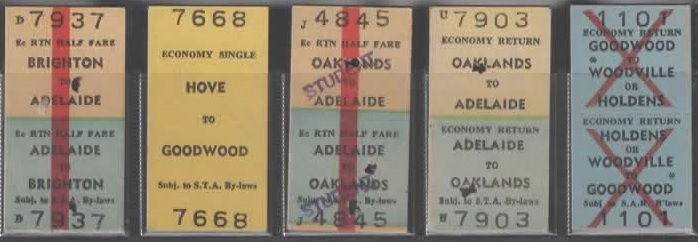 D 7937
Ec RTN HALF FARE
BRIGHTON
TO
ADELAIDE
Ec RTN HALF FARE
ADELAIDE
TO
BRIGHTON
Subj. to S.T.A. By-laws
D 7937
7668
ECONOMY SINGLE
HOVE
TO
GOODWOOD
Subj. to S.T.A. By-laws
7668
J 4845
Ec RTN HALF FARE
OAKLANDS
STUDENT
TO
ADELAIDE
Ec RTN HALF FARE
ADELAIDE
TO
OAKLANDS
STUDENT
Subj. to S.T.A. By-laws
J 4845
U 7903
ECONOMY RETURN
OAKLANDS
TO
ADELAIDE
ECONOMY RETURN
ADELAIDE
TO
OAKLANDS
Subj. to S.T.A. By-laws
U 7903
1101
ECONOMY RETURN
GOODWOOD
TO
WOODVILLE
OR
HOLDENS
ECONOMY RETURN
HOLDENS
OR
WOODVILLE
TO
GOODWOOD
Subj. to S.A.R. B'laws
1101